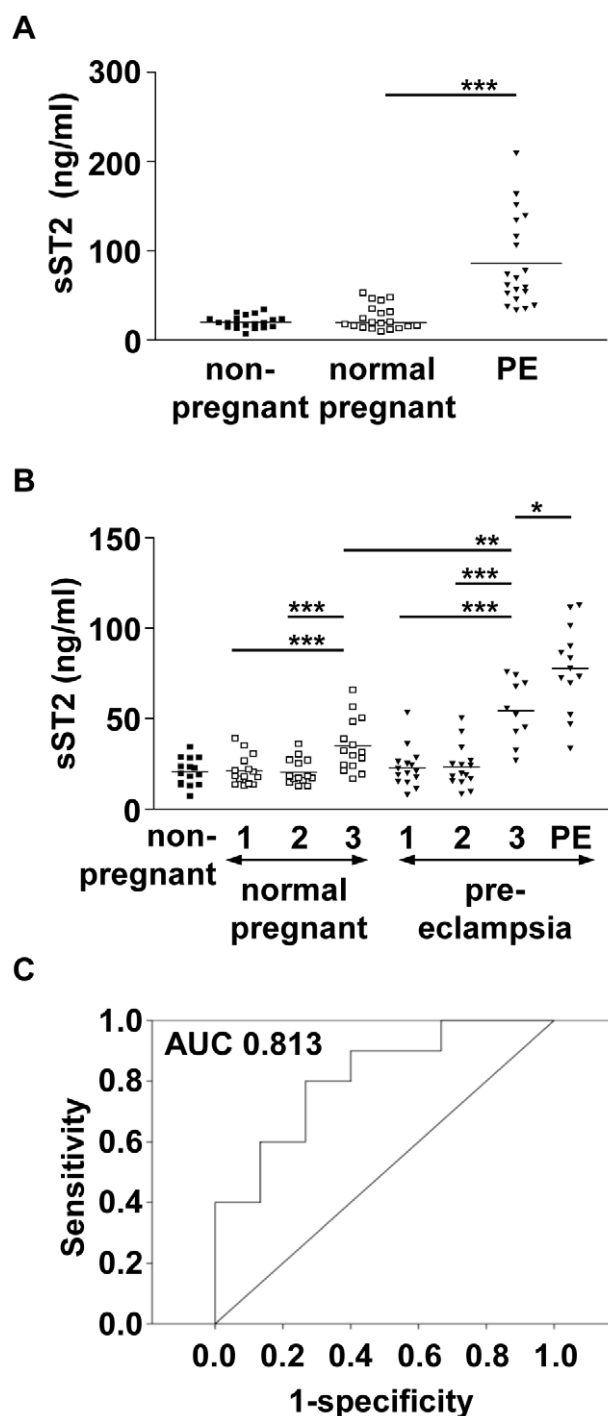 A
sST2 (ng/ml)
300
200
100
0
***
non-
pregnant
normal
pregnant
PE
B
sST2 (ng/ml)
150
100
50
0
*
**
***
***
***
***
non-
pregnant
1 2 3
normal
pregnant
1 2 3 PE
pre-
eclampsia
C
AUC 0.813
Sensitivity
1.0
0.8
0.6
0.4
0.2
0.0
0.0 0.2 0.4 0.6 0.8 1.0
1-specificity